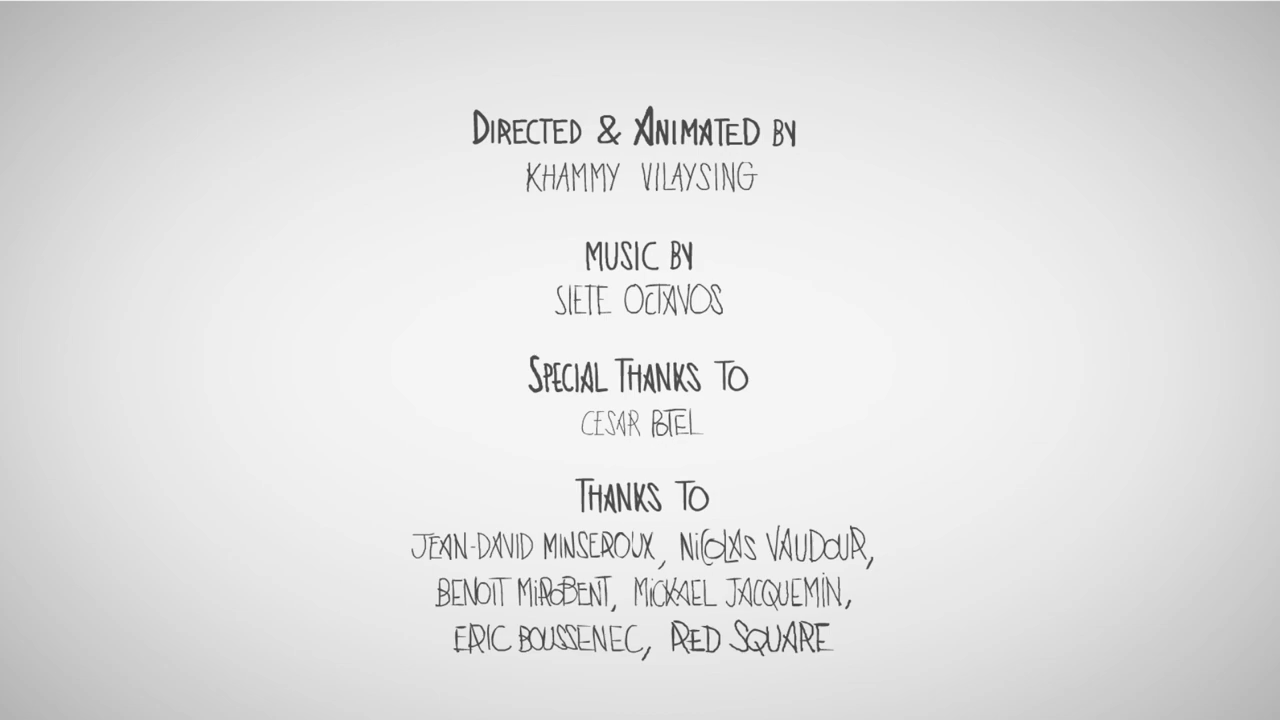 DIRECTED & ANIMATED BY
KHAMMY VILAYSING
MUSIC BY
SIETE OCTAVOS
SPECIAL THANKS TO
CESAR POTEL
THANKS TO
JEAN-DAVID MINSEROUX, NiCOLAS VAUDOUR,
BENOIT MiROBENT, MiCKAEL JACQUEMiN,
ERIC BOUSSENEC, RED SQUARE